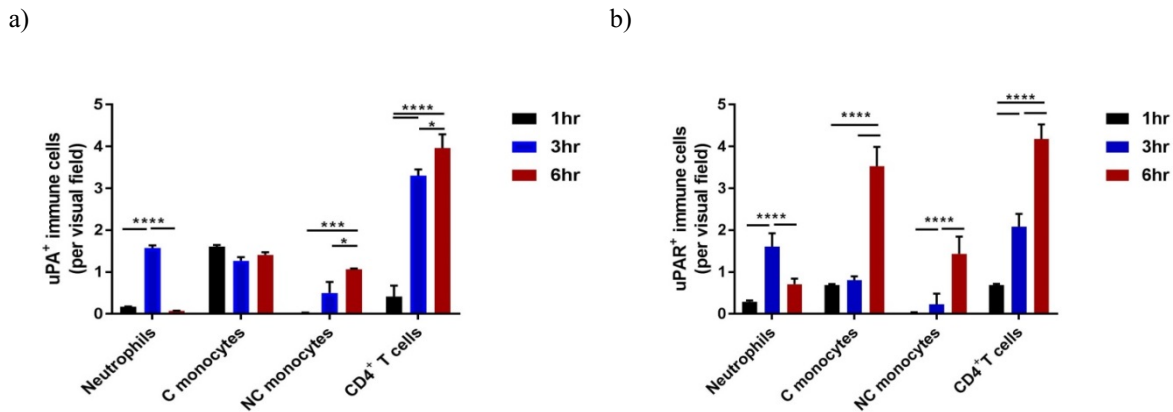 a)
b)
uPA⁺ immune cells
(per visual field)
5
4
3
2
1
0
****
***
*
****
*
1hr
3hr
6hr
Neutrophils
C monocytes
NC monocytes
CD4⁺ T cells
uPAR⁺ immune cells
(per visual field)
5
4
3
2
1
0
****
****
****
****
1hr
3hr
6hr
Neutrophils
C monocytes
NC monocytes
CD4⁺ T cells